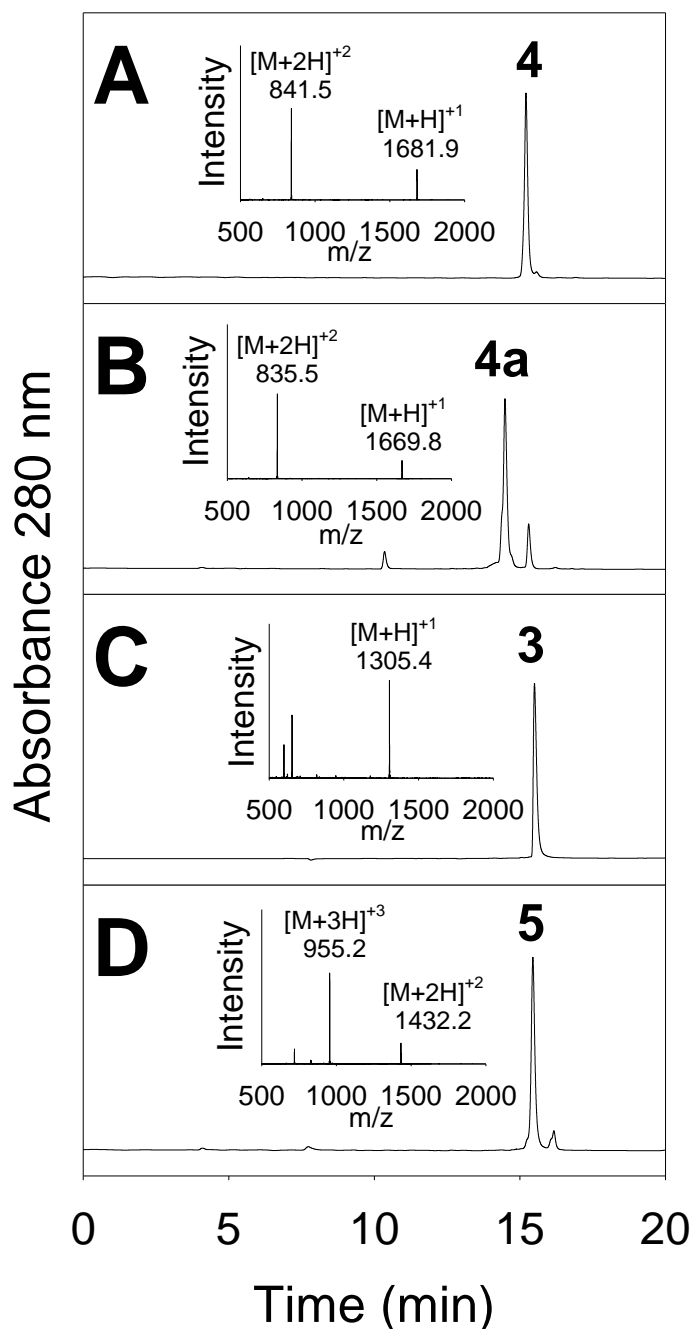 Absorbance 280 nm
A
4
Intensity
[M+2H]+2
841.5
[M+H]+1
1681.9
500 1000 1500 2000
m/z
B
4a
Intensity
[M+2H]+2
835.5
[M+H]+1
1669.8
500 1000 1500 2000
m/z
C
3
Intensity
[M+H]+1
1305.4
500 1000 1500 2000
m/z
D
5
Intensity
[M+3H]+3
955.2
[M+2H]+2
1432.2
500 1000 1500 2000
m/z
0 5 10 15 20
Time (min)